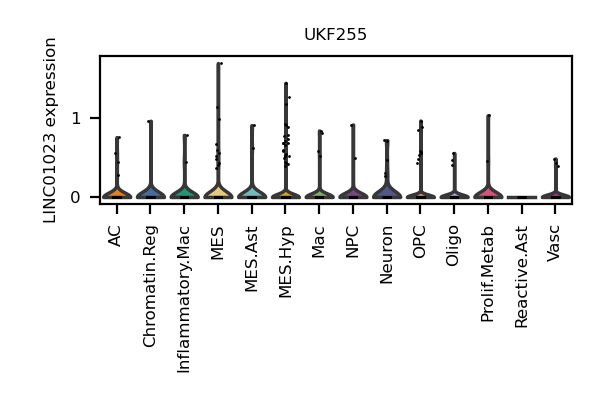 UKF255
LINC01023 expression
1
0
AC
Chromatin.Reg
Inflammatory.Mac
MES
MES.Ast
MES.Hyp
Mac
NPC
Neuron
OPC
Oligo
Prolif.Metab
Reactive.Ast
Vasc